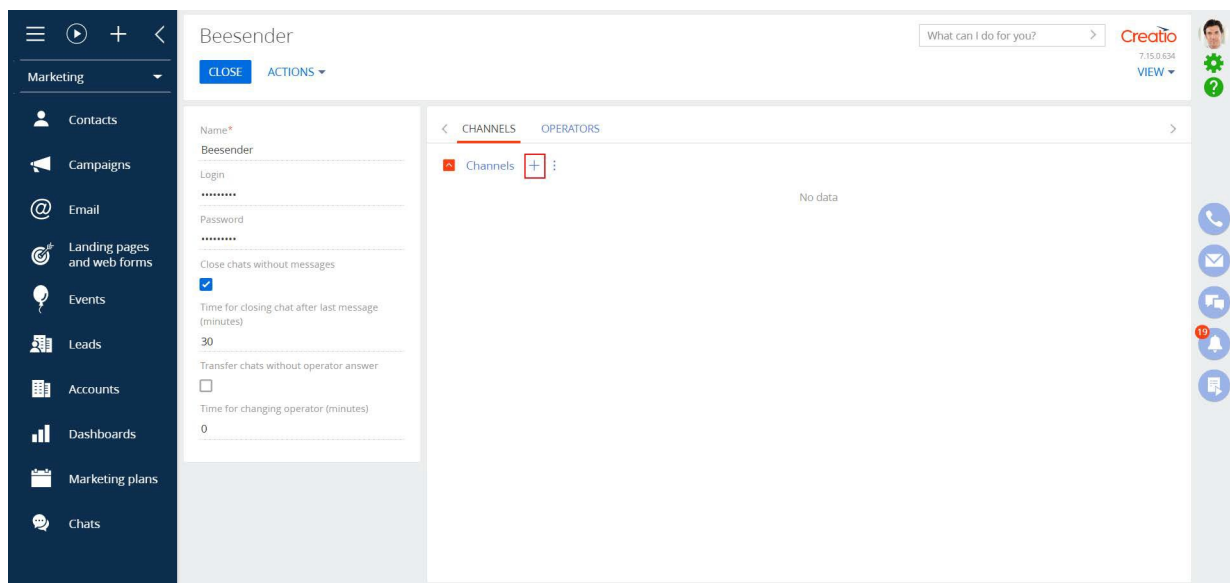 Marketing
Contacts
Campaigns
Email
Landing pages
and web forms
Events
Leads
Accounts
Dashboards
Marketing plans
Chats
Beesender
What can I do for you?
Creatio
7.15.0.634
CLOSE
ACTIONS
VIEW
Name*
Beesender
Login
•••••••••
Password
•••••••••
Close chats without messages
Time for closing chat after last message
(minutes)
30
Transfer chats without operator answer
Time for changing operator (minutes)
0
CHANNELS OPERATORS
Channels
No data
19